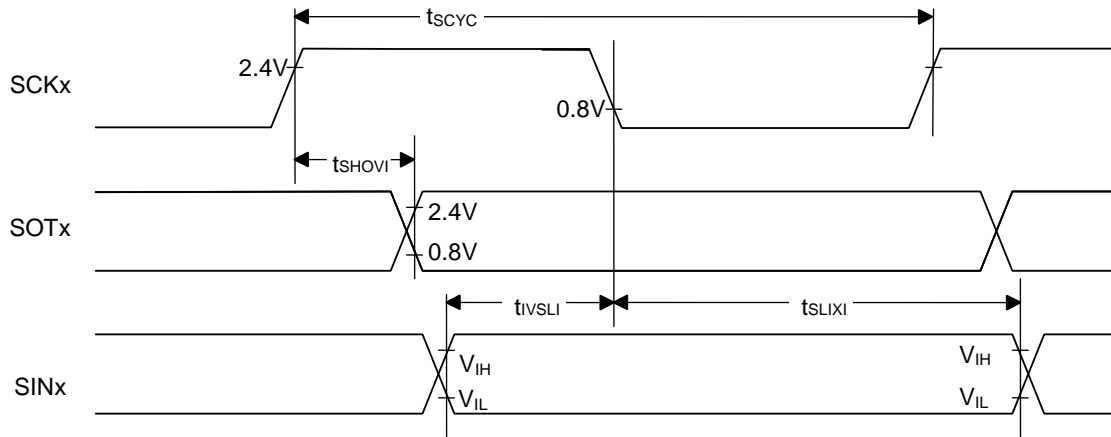 tSCYC
SCKx
2.4V
0.8V
tSHOVI
SOTx
2.4V
0.8V
tIVSLI
tSLIXI
SINx
VIH
VIH
VIL
VIL